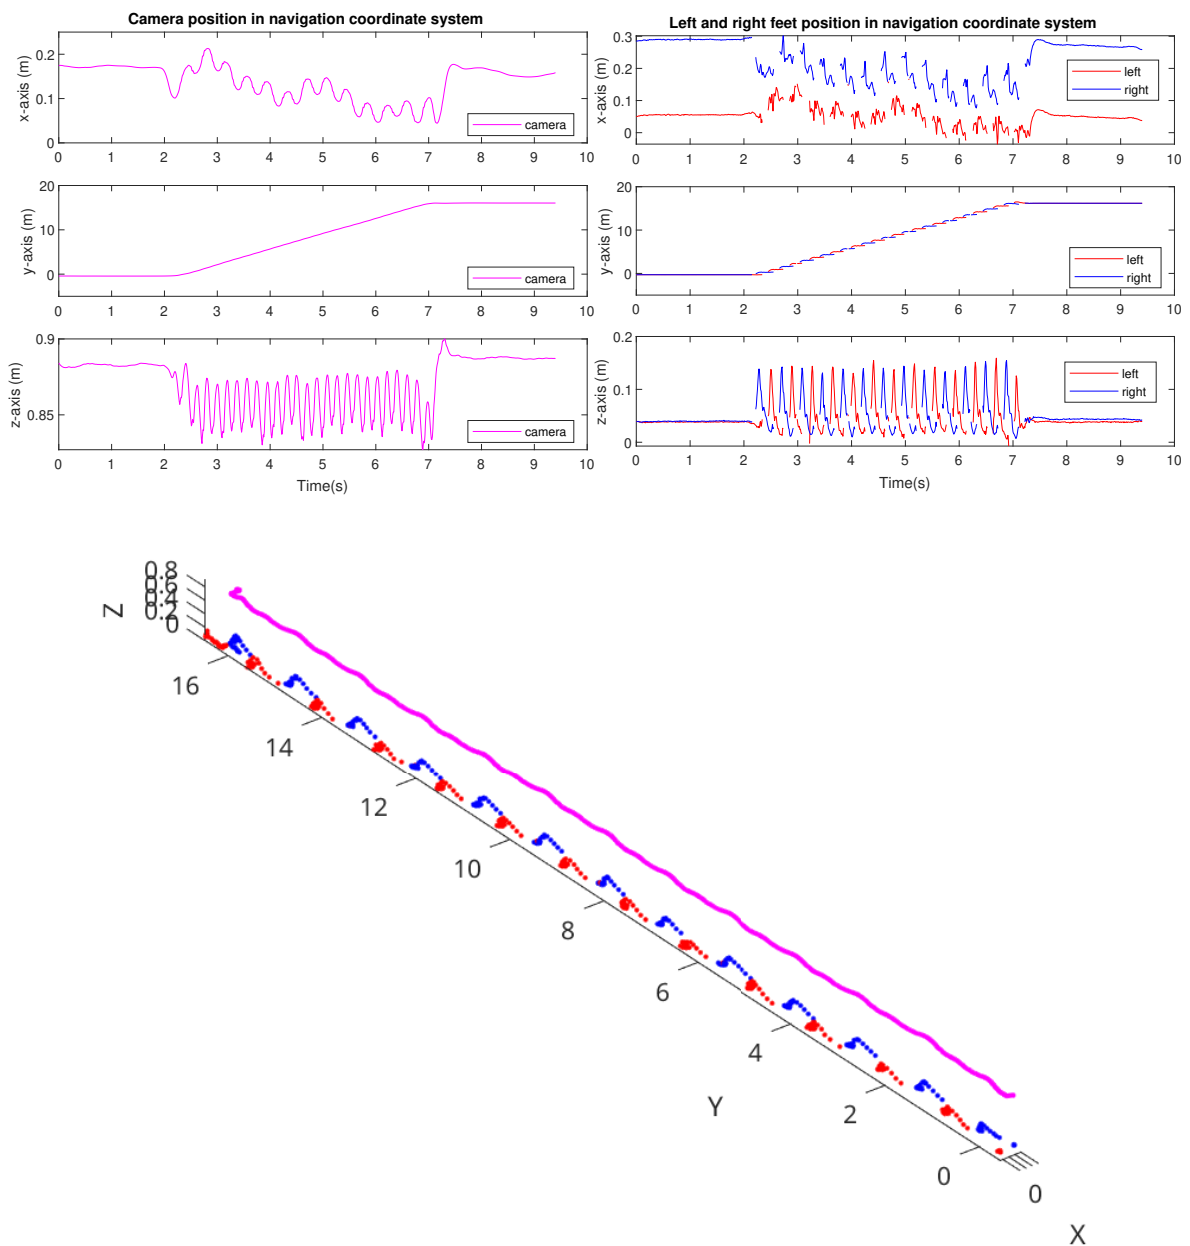 Camera position in navigation coordinate system
x-axis (m)
0.2
0.1
0
camera
0 1 2 3 4 5 6 7 8 9 10
y-axis (m)
20
10
0
camera
0 1 2 3 4 5 6 7 8 9 10
z-axis (m)
0.9
0.85
camera
0 1 2 3 4 5 6 7 8 9 10
Time(s)
Left and right feet position in navigation coordinate system
x-axis (m)
0.3
0.2
0.1
0
left
right
0 1 2 3 4 5 6 7 8 9 10
y-axis (m)
20
10
0
left
right
0 1 2 3 4 5 6 7 8 9 10
z-axis (m)
0.2
0.1
0
left
right
0 1 2 3 4 5 6 7 8 9 10
Time(s)
Z
0.8
0.6
0.4
0.2
0
16
14
12
10
8
6
4
2
0
Y
0
X